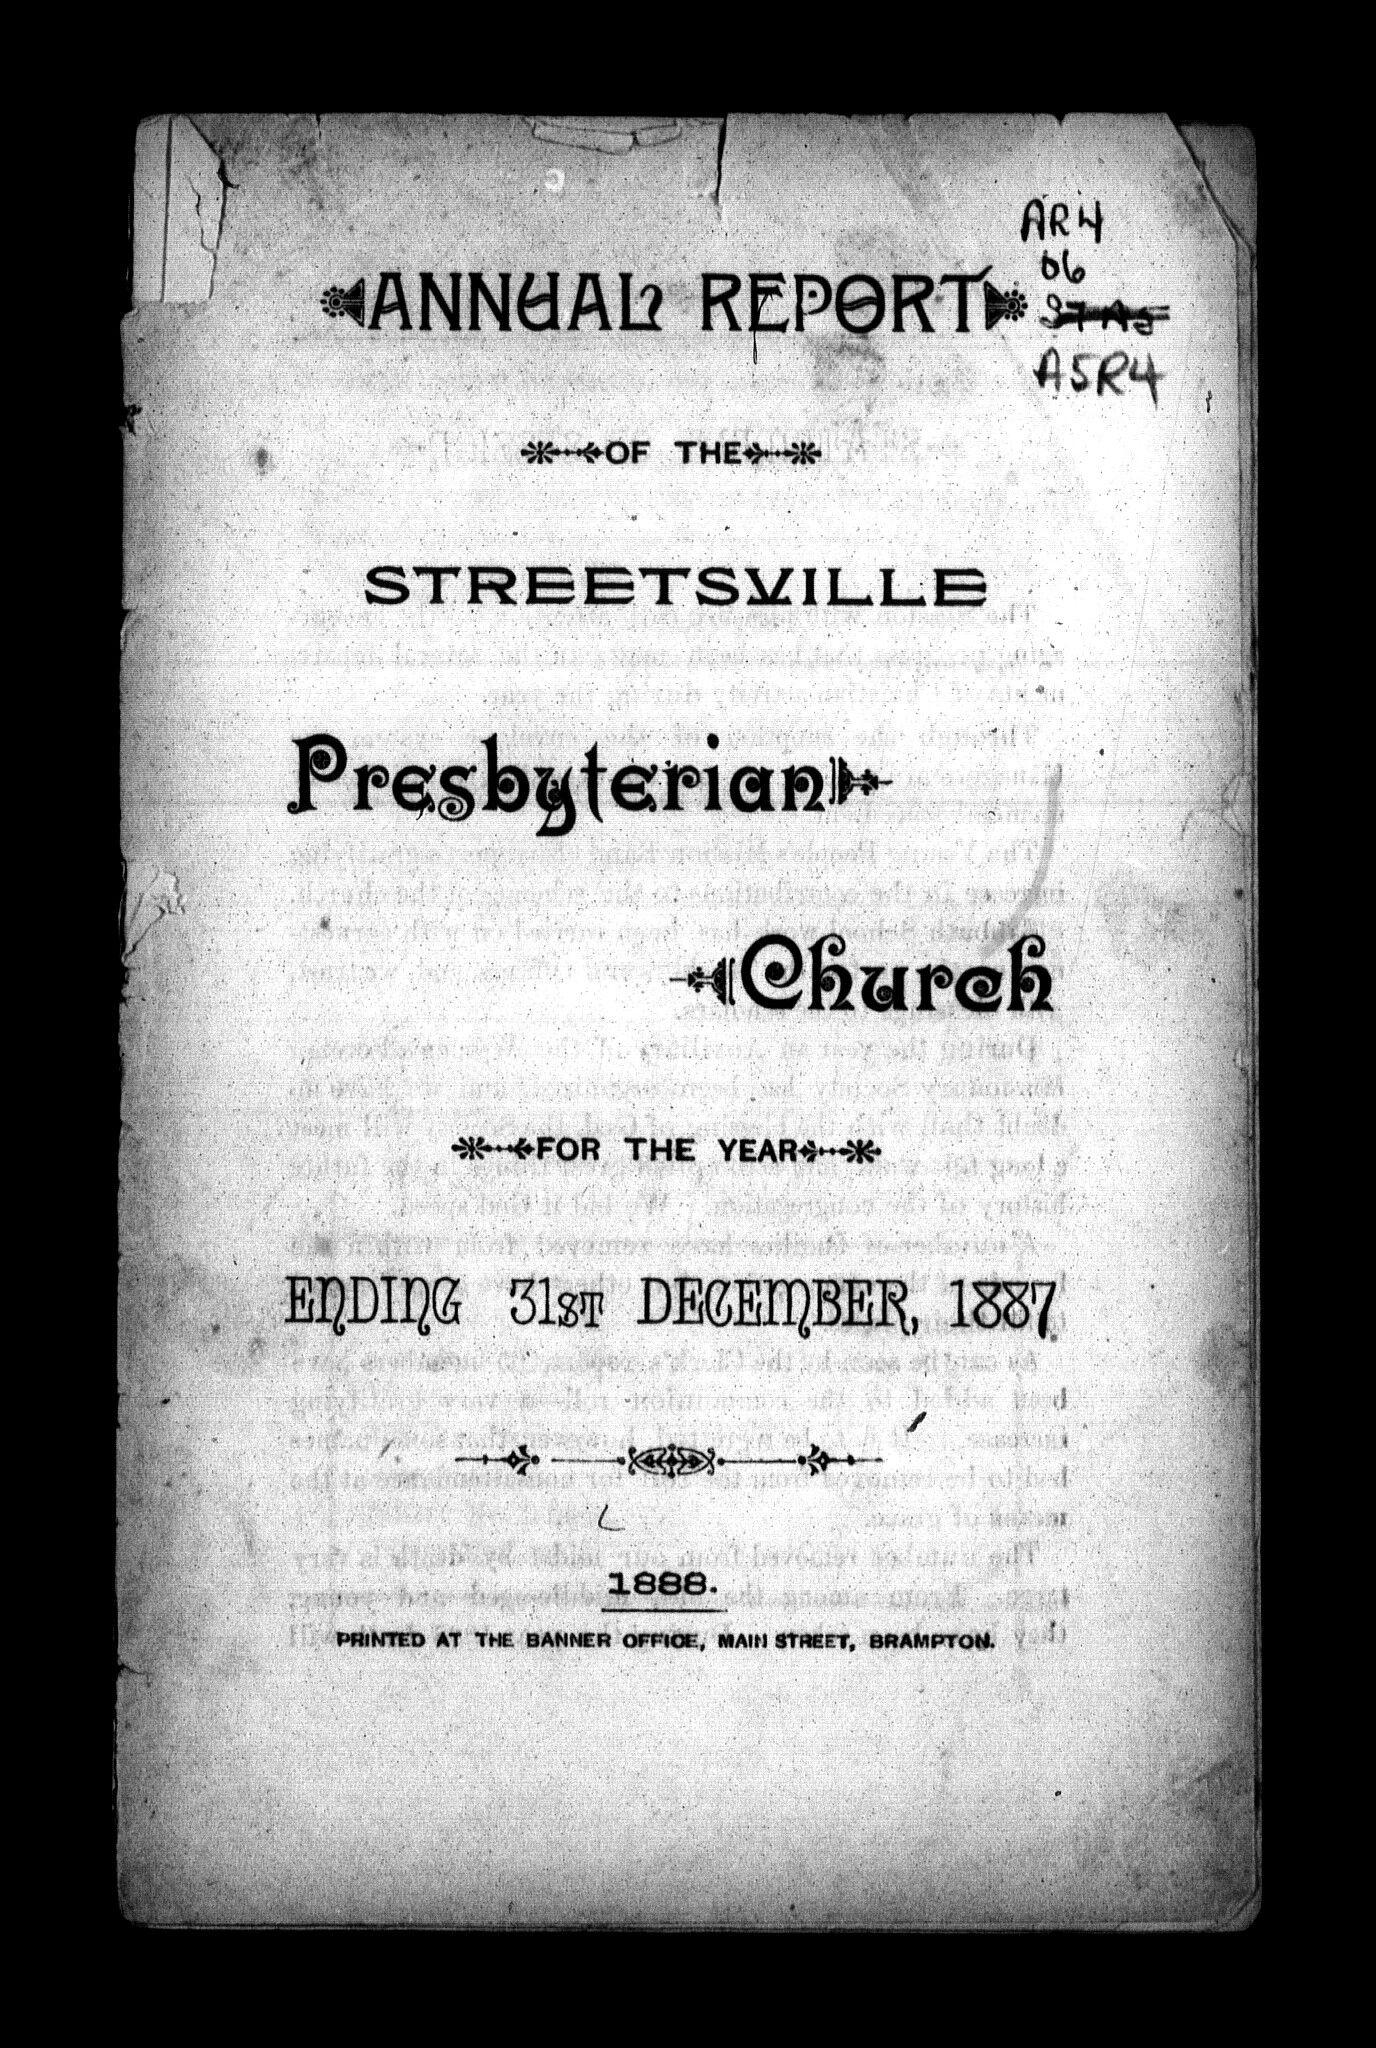 AR4
06
A5R4
ANNUAL REPORT
OF THE
STREETSVILLE
Presbyterian
Church
FOR THE YEAR
ENDING 31ST DECEMBER, 1887.
1888.
PRINTED AT THE BANNER OFFICE, MAIN STREET, BRAMPTON.